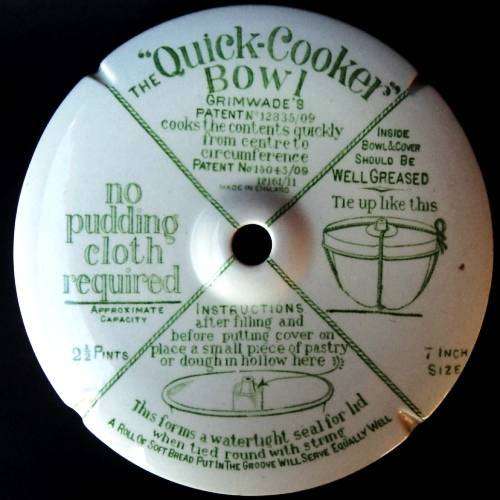 THE "Quick-Cooker"
BOWl
GRIMWADE'S
PATENT No 12835/09
cooks the contents quickly
from centre to
circumference
PATENT No 15043/09
12161/11
MADE IN ENGLAND
INSIDE
BOWL & COVER
SHOULD BE
WELL GREASED
Tie up like this
no
pudding
cloth
required
APPROXIMATE
CAPACITY
2½ PINTS
7 INCH
SIZE
INSTRUCTIONS
after filling and
before putting cover on
place a small piece of pastry
or dough in hollow here
This forms a watertight seal for lid
when tied round with string
A ROLL OF SOFT BREAD PUT IN THE GROOVE WILL SERVE EQUALLY WELL